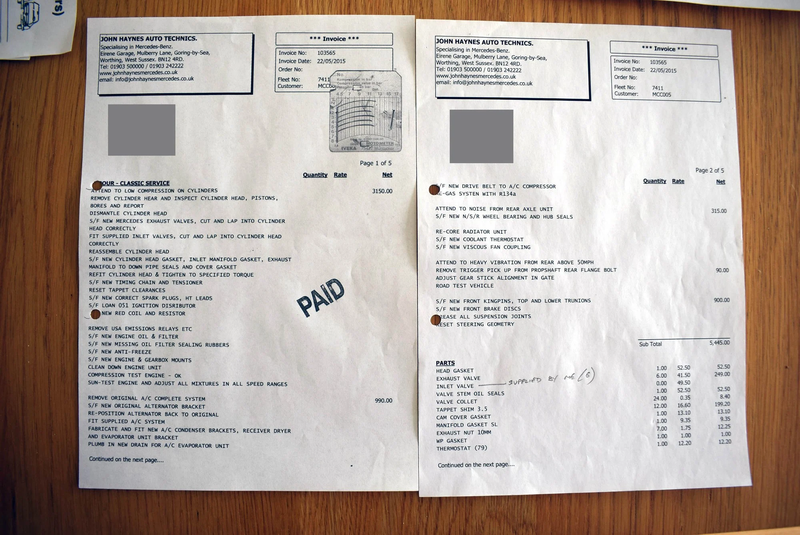 JOHN HAYNES AUTO TECHNICS.
Specialising in Mercedes-Benz.
Eirene Garage, Mulberry Lane, Goring-by-Sea,
Worthing, West Sussex. BN12 4RD.
Tel: 01903 500000 / 01903 242222
www.johnhaynesmercedes.co.uk
email: info@johnhaynesmercedes.co.uk
*** Invoice ***
Invoice No: 103565
Invoice Date: 22/05/2015
Order No:
Fleet No: 7411
Customer: MCC0
Page 1 of 5
Quantity Rate Net
HOUR - CLASSIC SERVICE
ATTEND TO LOW COMPRESSION ON CYLINDERS 3150.00
REMOVE CYLINDER HEAR AND INSPECT CYLINDER HEAD, PISTONS,
BORES AND REPORT
DISMANTLE CYLINDER HEAD
S/F NEW MERCEDES EXHAUST VALVES, CUT AND LAP INTO CYLINDER
HEAD CORRECTLY
FIT SUPPLIED INLET VALVES, CUT AND LAP INTO CYLINDER HEAD
CORRECTLY
REASSEMBLE CYLINDER HEAD
S/F NEW CYLINDER HEAD GASKET, INLET MANIFOLD GASKET, EXHAUST
MANIFOLD TO DOWN PIPE SEALS AND COVER GASKET
REFIT CYLINDER HEAD & TIGHTEN TO SPECIFIED TORQUE
S/F NEW TIMING CHAIN AND TENSIONER
RESET TAPPET CLEARANCES
S/F NEW CORRECT SPARK PLUGS, HT LEADS
S/F LOAN 051 IGNITION DISRIBUTOR
NEW RED COIL AND RESISTOR
PAID
REMOVE USA EMISSIONS RELAYS ETC
S/F NEW ENGINE OIL & FILTER
S/F NEW MISSING OIL FILTER SEALING RUBBERS
S/F NEW ANTI-FREEZE
S/F NEW ENGINE & GEARBOX MOUNTS
CLEAN DOWN ENGINE UNIT
COMPRESSION TEST ENGINE - OK
SUN-TEST ENGINE AND ADJUST ALL MIXTURES IN ALL SPEED RANGES
REMOVE ORIGINAL A/C COMPLETE SYSTEM 990.00
S/F NEW ORIGINAL ALTERNATOR BRACKET
RE-POSITION ALTERNATOR BACK TO ORIGINAL
FIT SUPPLIED A/C SYSTEM
FABRICATE AND FIT NEW A/C CONDENSER BRACKETS, RECEIVER DRYER
AND EVAPORATOR UNIT BRACKET
PLUMB IN NEW DRAIN FOR A/C EVAPORATOR UNIT
Continued on the next page....
JOHN HAYNES AUTO TECHNICS.
Specialising in Mercedes-Benz.
Eirene Garage, Mulberry Lane, Goring-by-Sea,
Worthing, West Sussex. BN12 4RD.
Tel: 01903 500000 / 01903 242222
www.johnhaynesmercedes.co.uk
email: info@johnhaynesmercedes.co.uk
*** Invoice ***
Invoice No: 103565
Invoice Date: 22/05/2015
Order No:
Fleet No: 7411
Customer: MCC005
Page 2 of 5
Quantity Rate Net
S/F NEW DRIVE BELT TO A/C COMPRESSOR
RE-GAS SYSTEM WITH R134a
ATTEND TO NOISE FROM REAR AXLE UNIT 315.00
S/F NEW N/S/R WHEEL BEARING AND HUB SEALS
RE-CORE RADIATOR UNIT
S/F NEW COOLANT THERMOSTAT
S/F NEW VISCOUS FAN COUPLING
ATTEND TO HEAVY VIBRATION FROM REAR ABOVE 50MPH
REMOVE TRIGGER PICK UP FROM PROPSHAFT REAR FLANGE BOLT 90.00
ADJUST GEAR STICK ALIGNMENT IN GATE
ROAD TEST VEHICLE
S/F NEW FRONT KINGPINS, TOP AND LOWER TRUNIONS 900.00
S/F NEW FRONT BRAKE DISCS
GREASE ALL SUSPENSION JOINTS
RESET STEERING GEOMETRY
Sub Total 5,445.00
PARTS
HEAD GASKET 1.00 52.50 52.50
EXHAUST VALVE 6.00 41.50 249.00
INLET VALVE SUPPLIED BY ME (6) 0.00 49.50
VALVE STEM OIL SEALS 1.00 52.50 52.50
VALVE COLLET 24.00 0.35 8.40
TAPPET SHIM 3.5 12.00 16.60 199.20
CAM COVER GASKET 1.00 13.10 13.10
MANIFOLD GASKET SL 1.00 9.35 9.35
EXHAUST NUT 10MM 7.00 1.75 12.25
WP GASKET 1.00 1.00 1.00
THERMOSTAT (79) 1.00 12.20 12.20
Continued on the next page....